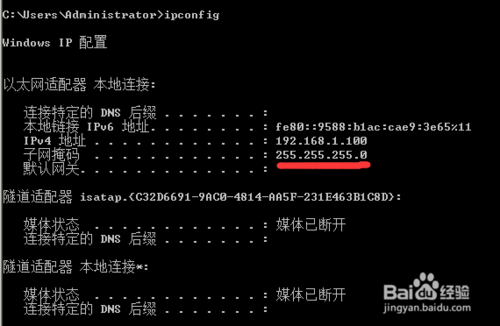 C:\Users\Administrator>ipconfig
Windows IP 配置
以太网适配器 本地连接:
连接特定的 DNS 后缀 . . . . . . . :
本地链接 IPv6 地址. . . . . . . . : fe80::9588:b1ac:cae9:3e65%11
IPv4 地址 . . . . . . . . . . . . : 192.168.1.100
子网掩码 . . . . . . . . . . . . : 255.255.255.0
默认网关. . . . . . . . . . . . . :
隧道适配器 isatap.{C32D6691-9AC0-4814-AA5F-231E463B1C8D}:
媒体状态 . . . . . . . . . . . . : 媒体已断开
连接特定的 DNS 后缀 . . . . . . . :
隧道适配器 本地连接*:
媒体状态 . . . . . . . . . . . . : 媒体已断开
连接特定的 DNS 后缀 . . . . . . . :
Bai du 经验
jingyan.baidu.com